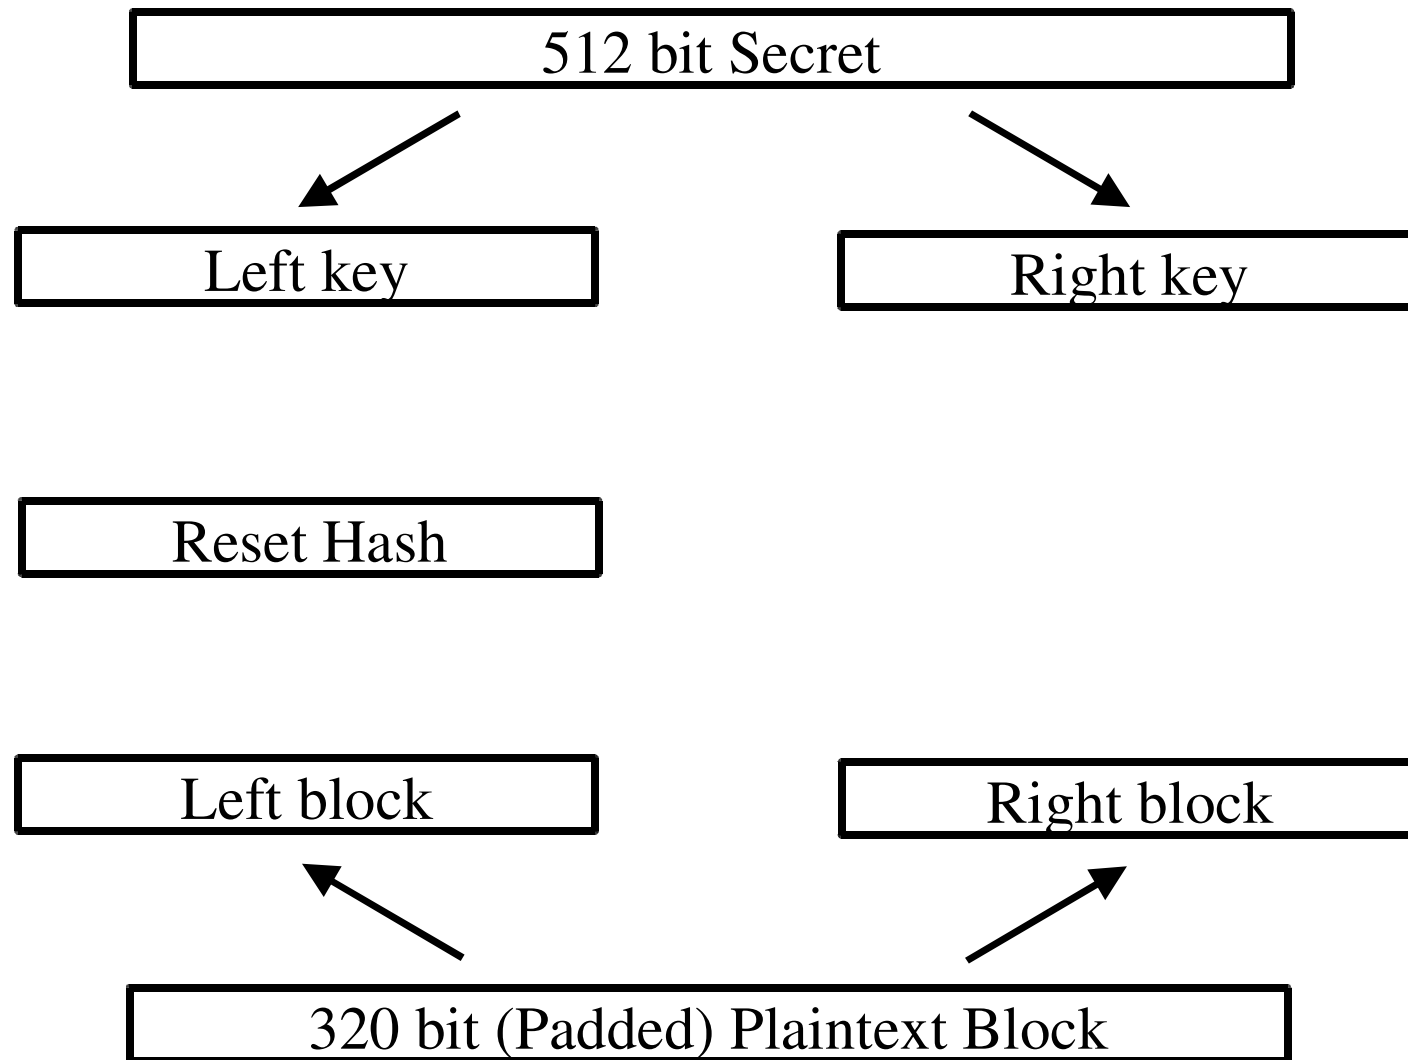 512 bit Secret
Left key
Right key
Reset Hash
Left block
Right block
320 bit (Padded) Plaintext Block